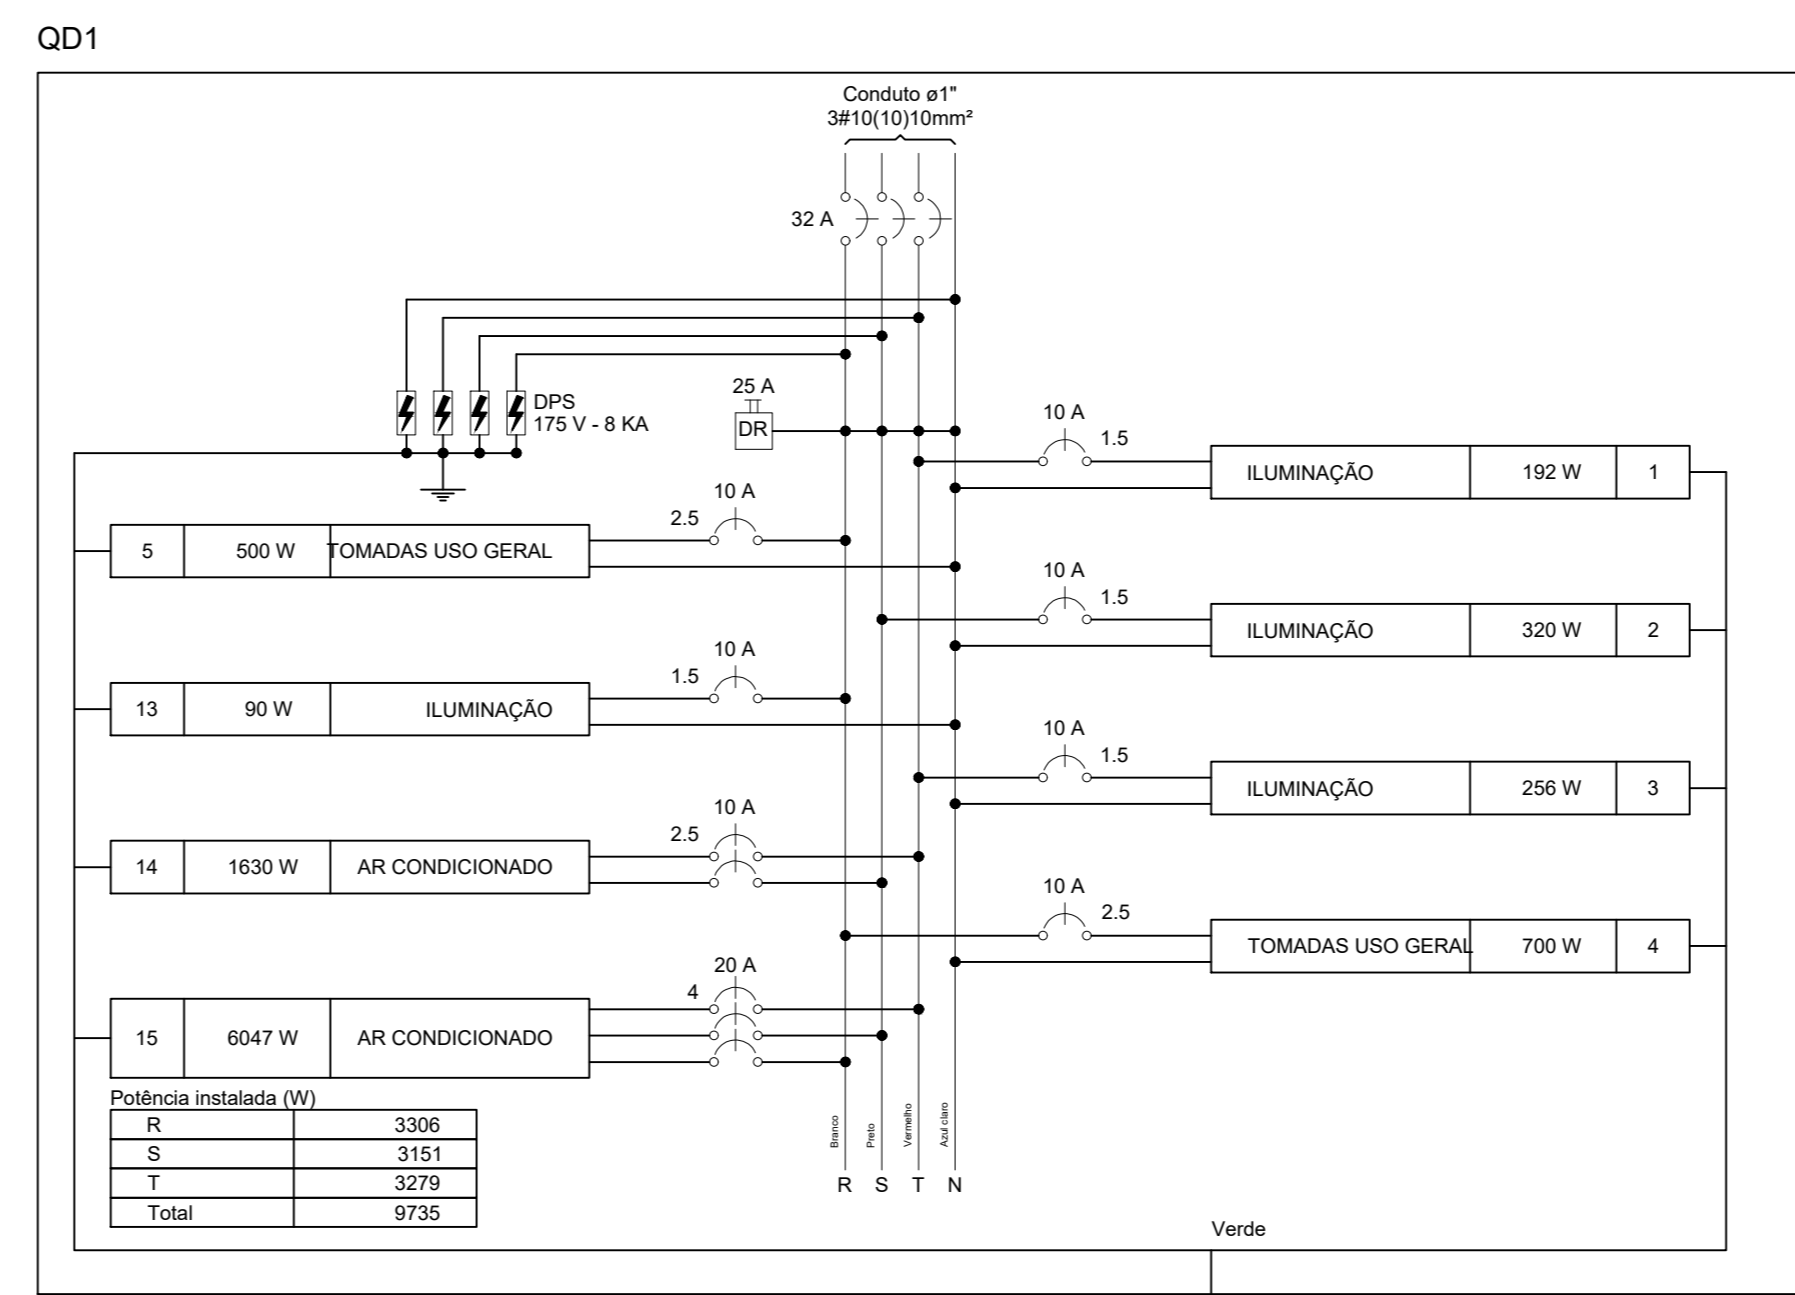 QD1
Conduto ø1"
3#10(10)10mm²
32 A
DPS
175 V - 8 KA
25 A
DR
10 A
1.5
ILUMINAÇÃO 192 W 1
10 A
2.5
5 500 W TOMADAS USO GERAL
10 A
1.5
ILUMINAÇÃO 320 W 2
10 A
1.5
13 90 W ILUMINAÇÃO
10 A
1.5
ILUMINAÇÃO 256 W 3
10 A
2.5
14 1630 W AR CONDICIONADO
10 A
2.5
TOMADAS USO GERAL 700 W 4
20 A
4
15 6047 W AR CONDICIONADO
Potência instalada (W)
R 3306
S 3151
T 3279
Total 9735
Branco
Preto
Vermelho
Azul claro
R S T N
Verde